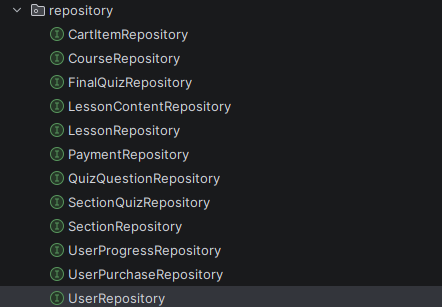 repository
CartItemRepository
CourseRepository
FinalQuizRepository
LessonContentRepository
LessonRepository
PaymentRepository
QuizQuestionRepository
SectionQuizRepository
SectionRepository
UserProgressRepository
UserPurchaseRepository
UserRepository